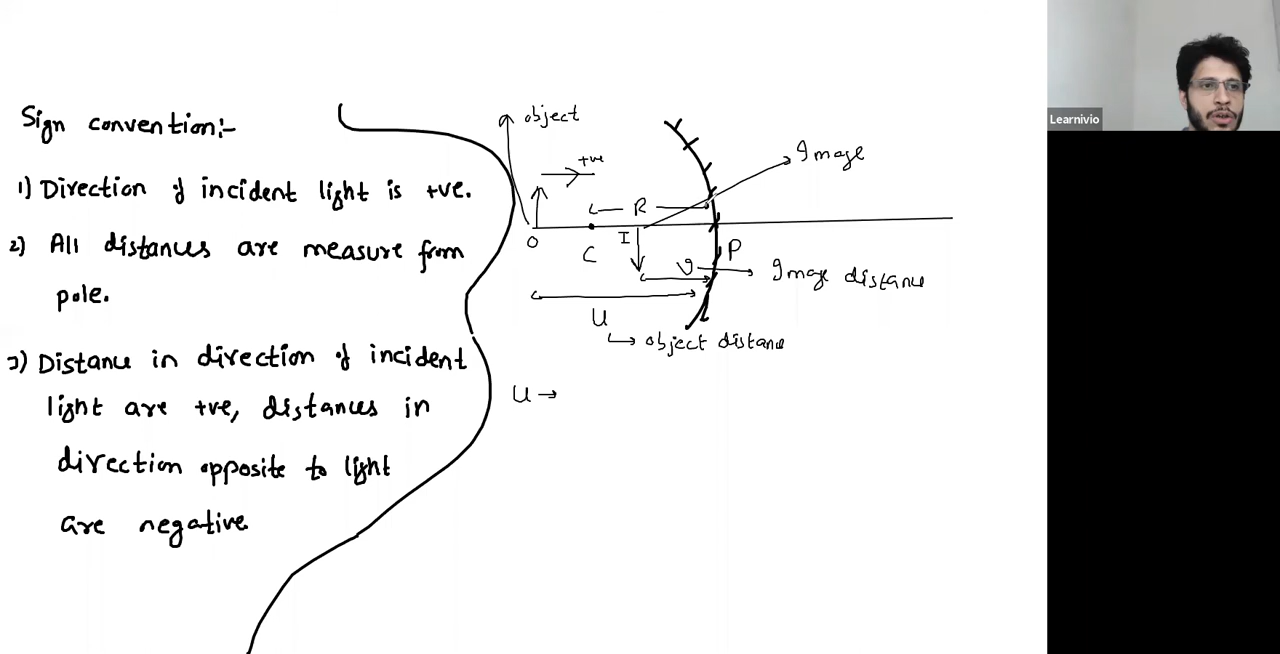 Sign convention:-
1) Direction of incident light is +ve.
2) All distances are measure from
pole.
3) Distance in direction of incident
light are +ve, distances in
direction opposite to light
are negative.
object
+ve
Image
R
O
C
I
P
v
Image distance
u
↳ object distance
u →
Learnivio